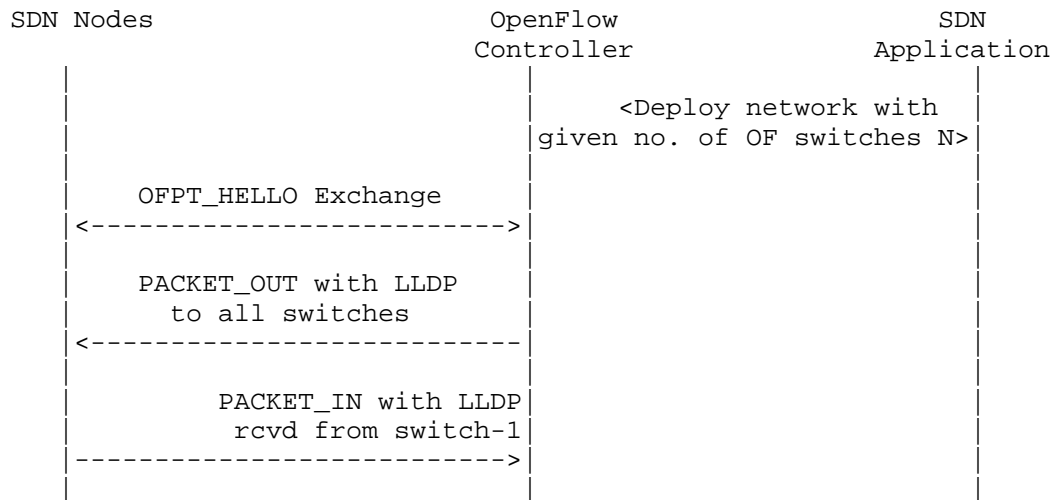 SDN Nodes OpenFlow SDN
Controller Application
<Deploy network with
given no. of OF switches N>
OFPT_HELLO Exchange
PACKET_OUT with LLDP
to all switches
PACKET_IN with LLDP
rcvd from switch-1